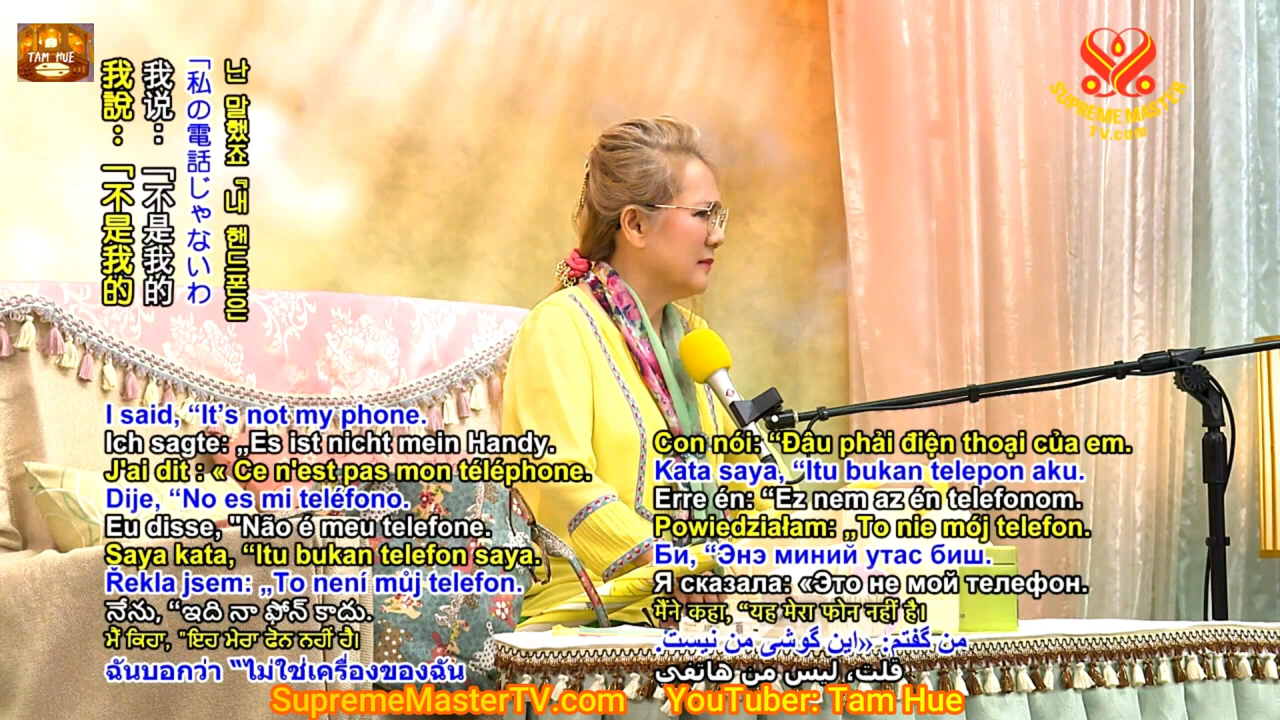 TAM HUE
SUPREME MASTER
TV.com
我說：「不是我的
我说：「不是我的
「私の電話じゃないわ
난 말했죠 『내 핸드폰은
I said, “It’s not my phone.
Ich sagte: „Es ist nicht mein Handy.
J'ai dit : « Ce n'est pas mon téléphone.
Dije, “No es mi teléfono.
Eu disse, "Não é meu telefone.
Saya kata, “Itu bukan telefon saya.
Řekla jsem: „To není můj telefon.
నేను, “ఇది నా ఫోన్ కాదు.
ਮੈਂ ਕਿਹਾ, "ਇਹ ਮੇਰਾ ਫੋਨ ਨਹੀਂ ਹੈ।
ฉันบอกว่า “ไม่ใช่เครื่องของฉัน
Con nói: “Đâu phải điện thoại của em.
Kata saya, “Itu bukan telepon aku.
Erre én: “Ez nem az én telefonom.
Powiedziałam: „To nie mój telefon.
Би, “Энэ миний утас биш.
Я сказала: «Это не мой телефон.
मैंने कहा, “यह मेरा फोन नहीं है।
من گفتم: «این گوشی من نیست.
قلت، ليس من هاتفي
SupremeMasterTV.com YouTuber: Tam Hue